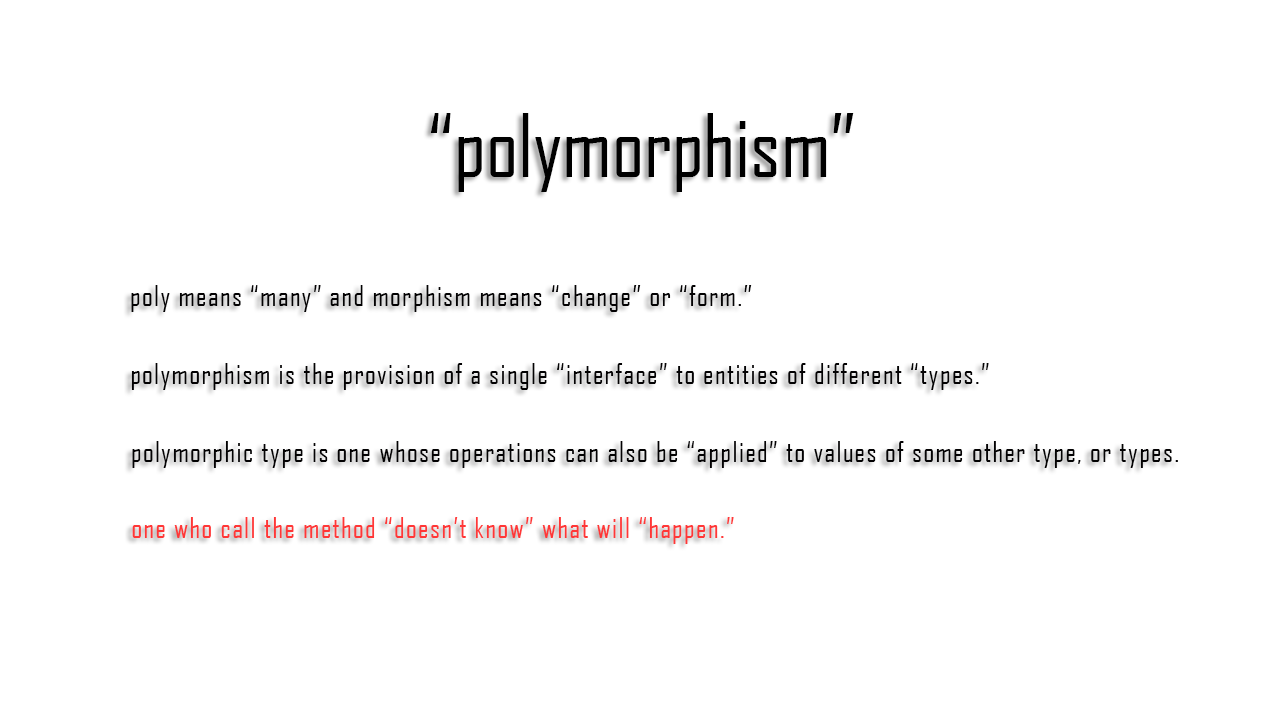 “polymorphism”
poly means “many” and morphism means “change” or “form.”
polymorphism is the provision of a single “interface” to entities of different “types.”
polymorphic type is one whose operations can also be “applied” to values of some other type, or types.
one who call the method “doesn’t know” what will “happen.”